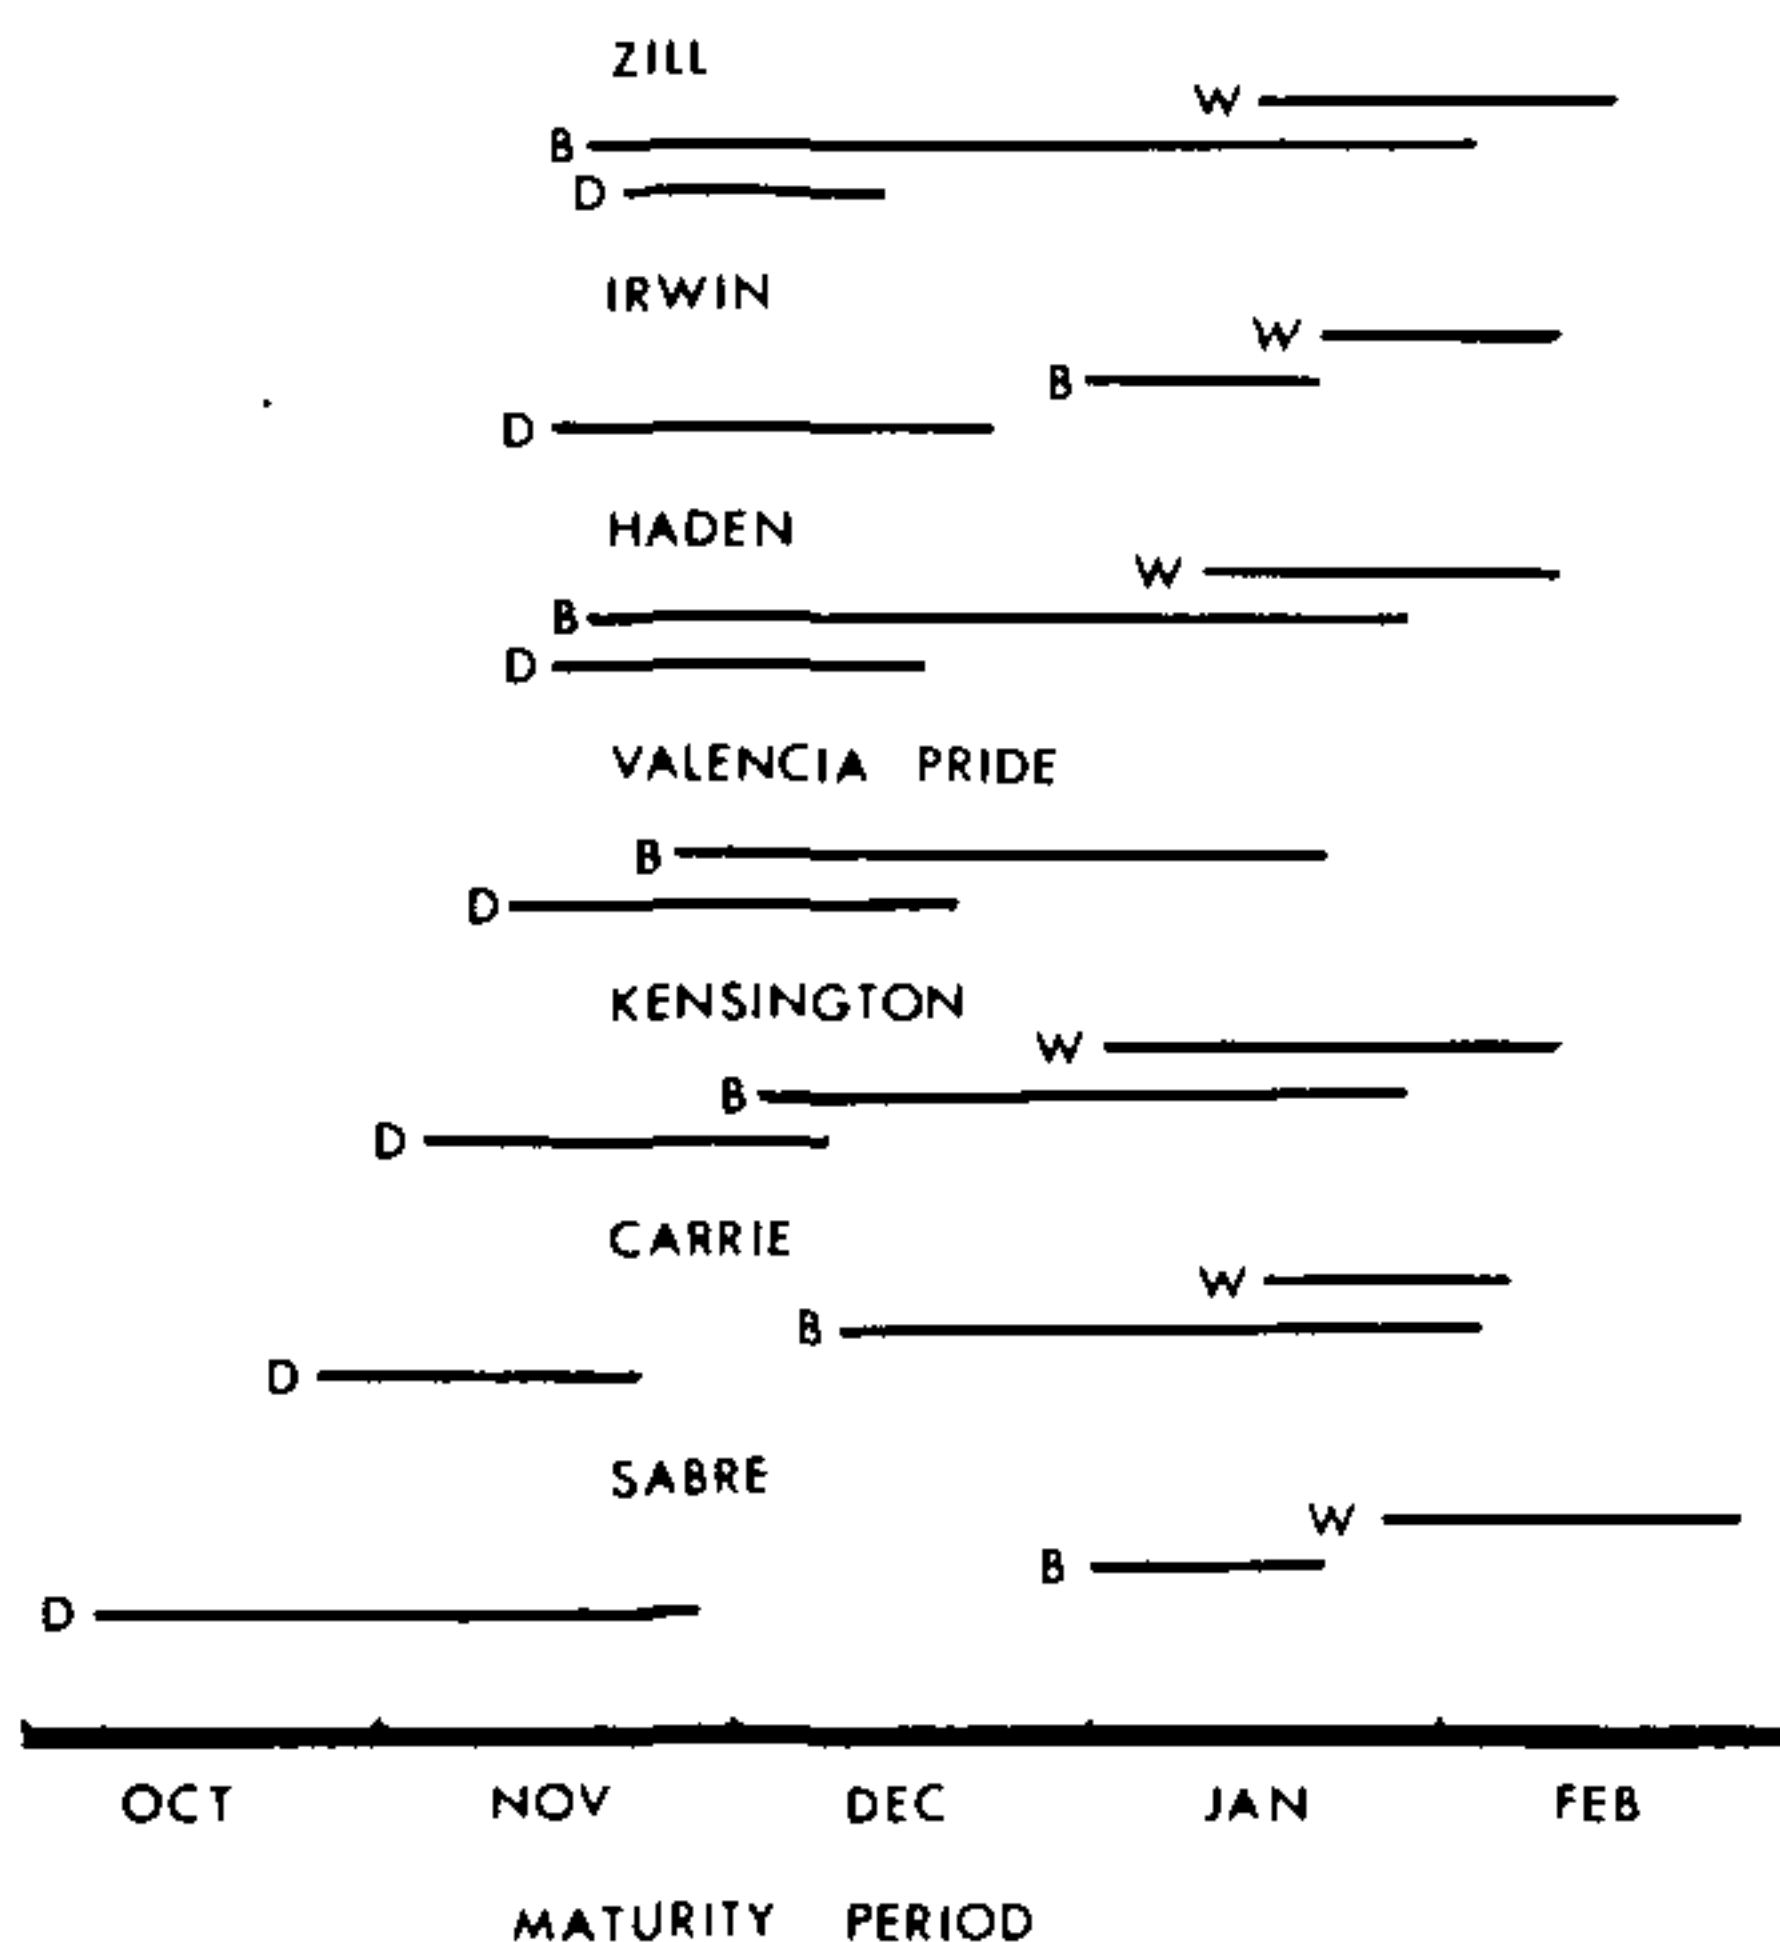 ZILL
W
B
D
IRWIN
W
B
D
HADEN
W
B
D
VALENCIA PRIDE
B
D
KENSINGTON
W
B
D
CARRIE
W
B
D
SABRE
W
B
D
OCT NOV DEC JAN FEB
MATURITY PERIOD